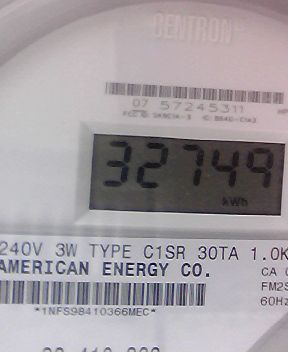 CENTRON
07 57245311
32749
kWh
240V 3W TYPE C1SR 30TA 1.0K
AMERICAN ENERGY CO.
CA
FM2S
60Hz
*1NFS98410366MEC*